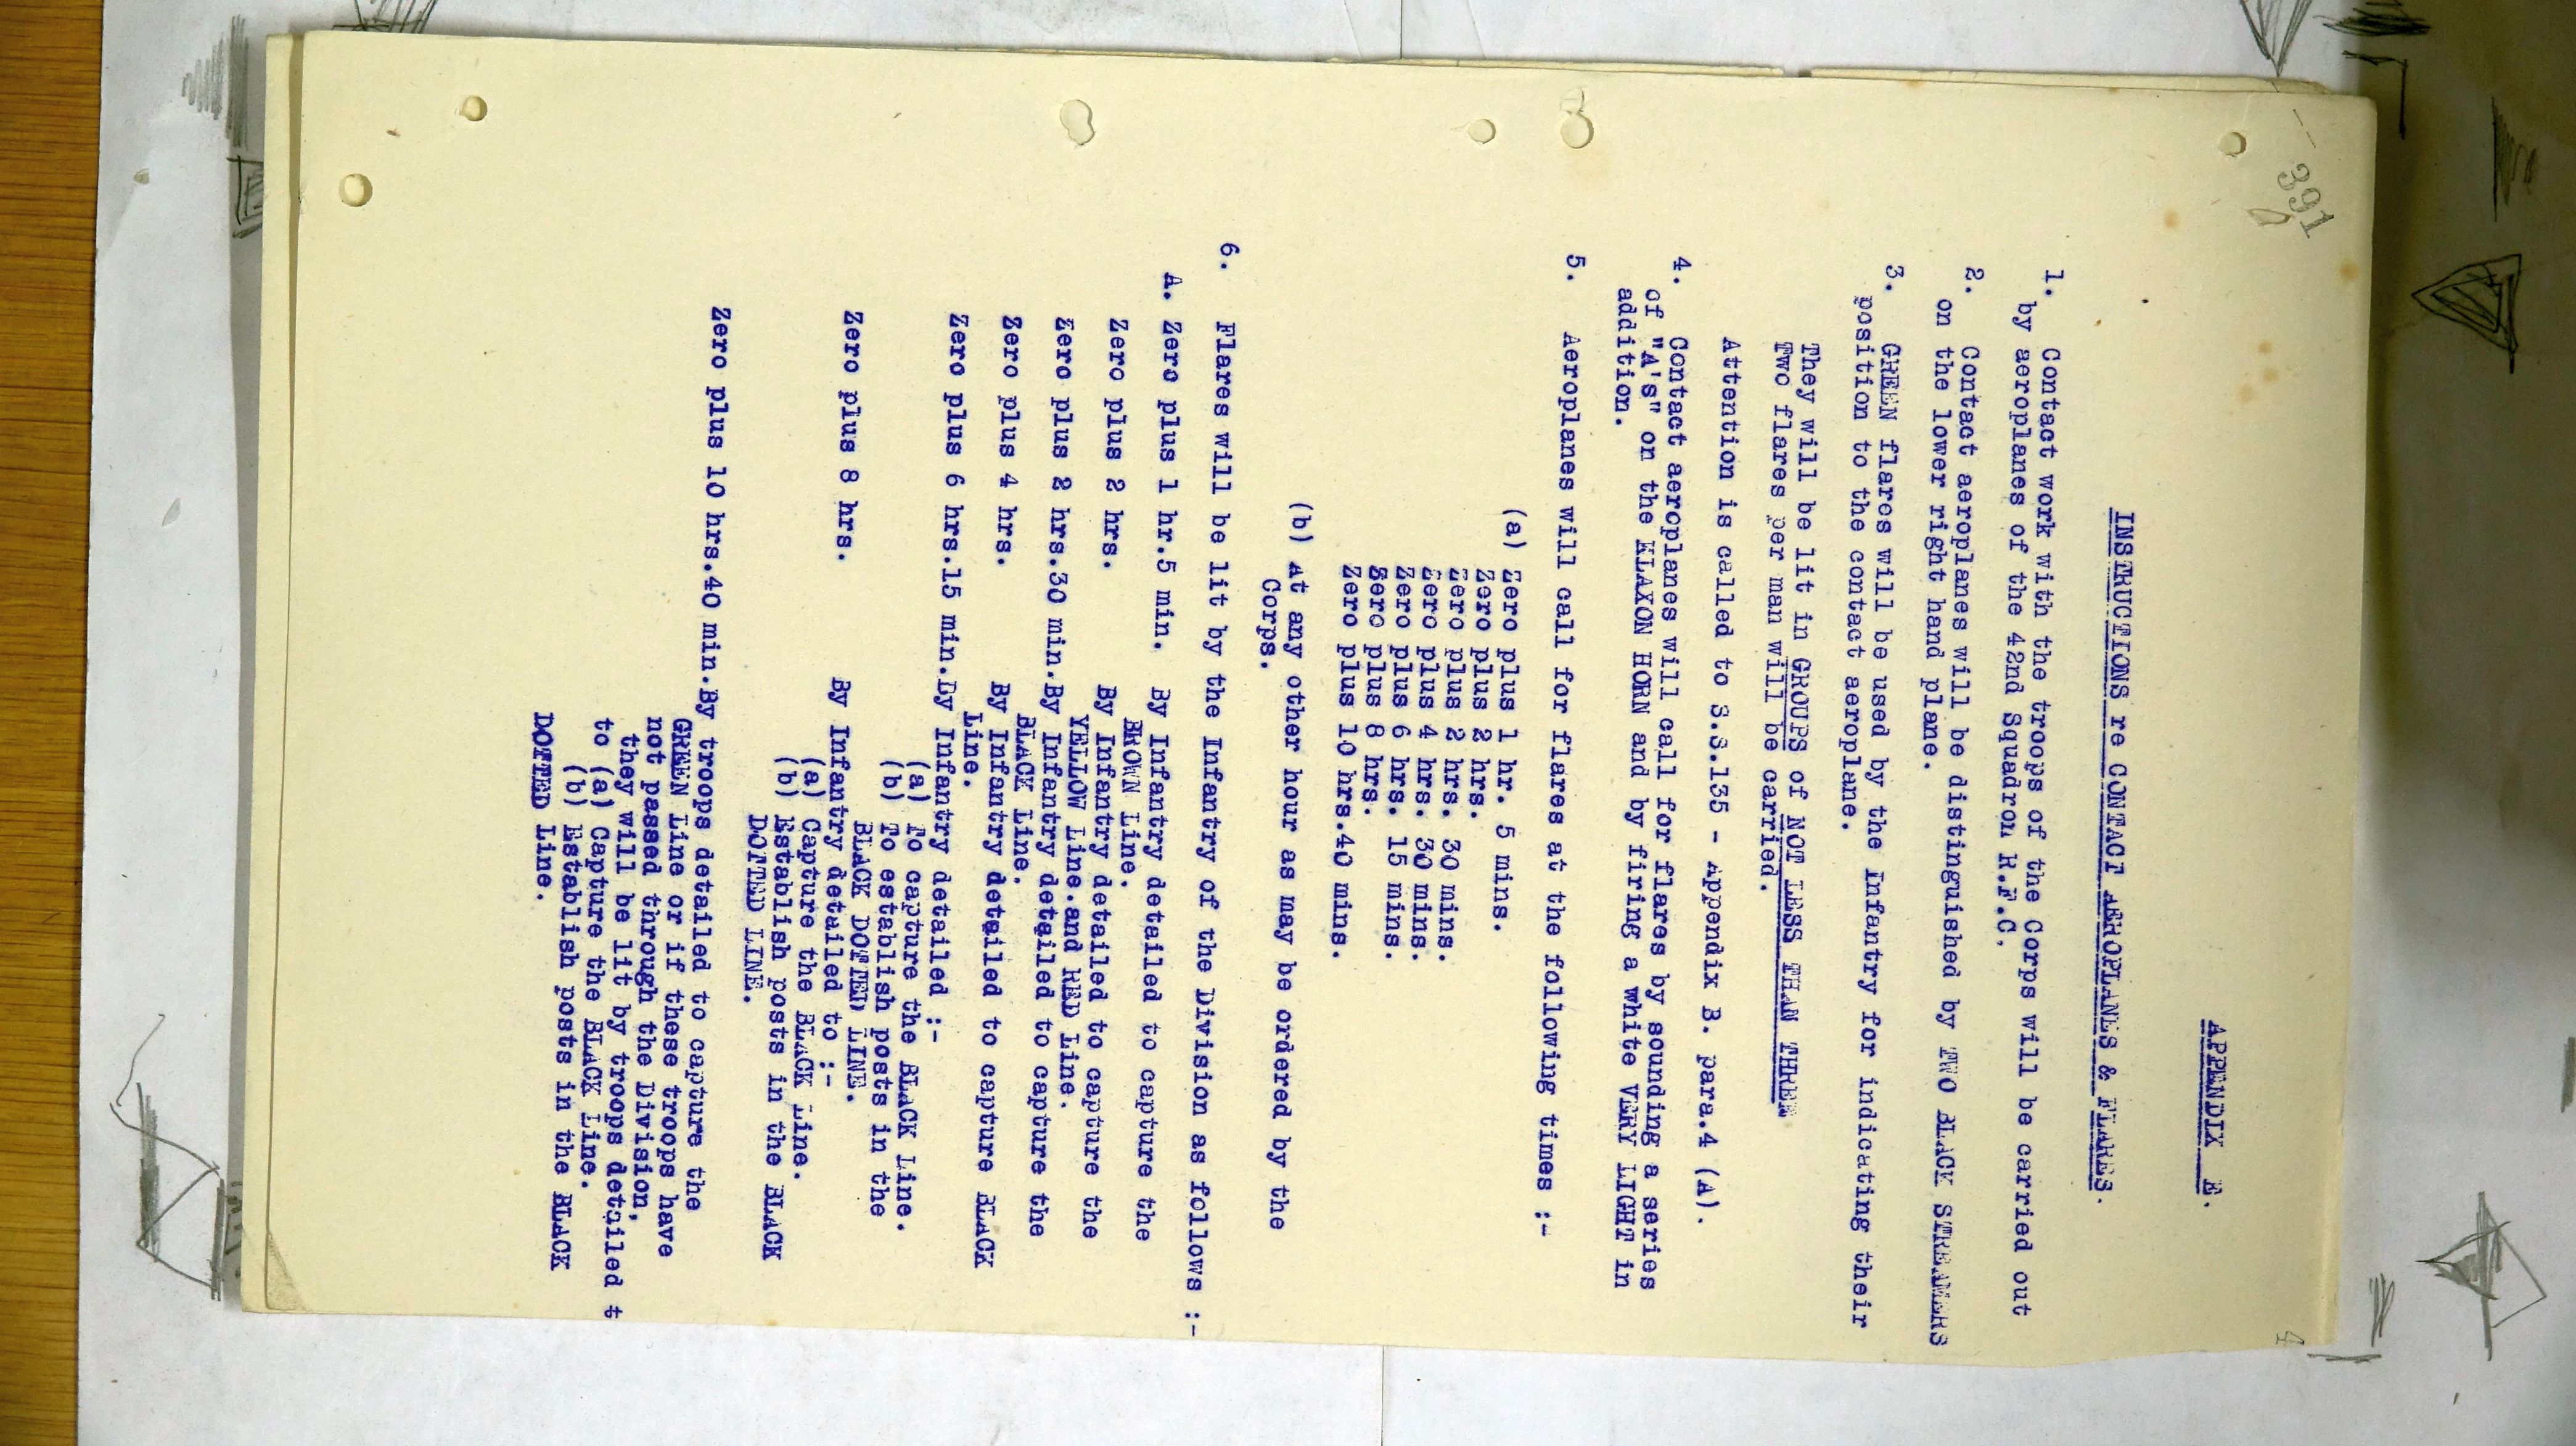 391
APPENDIX E.
INSTRUCTIONS re CONTACT AEROPLANES & FLARES.
1. Contact work with the troops of the Corps will be carried out
by aeroplanes of the 42nd Squadron R.F.C.
2. Contact aeroplanes will be distinguished by TWO BLACK STREAMERS
on the lower right hand plane.
3. GREEN flares will be used by the Infantry for indicating their
position to the contact aeroplane.
They will be lit in GROUPS of NOT LESS THAN THREE
Two flares per man will be carried.
Attention is called to S.S.135 - Appendix B. para.4 (A).
4. Contact aeroplanes will call for flares by sounding a series
of "A's" on the KLAXON HORN and by firing a white VERY LIGHT in
addition.
5. Aeroplanes will call for flares at the following times :-
(a) Zero plus 1 hr. 5 mins.
Zero plus 2 hrs.
Zero plus 2 hrs. 30 mins.
Zero plus 4 hrs. 30 mins.
Zero plus 6 hrs. 15 mins.
Zero plus 8 hrs.
Zero plus 10 hrs.40 mins.
(b) At any other hour as may be ordered by the
Corps.
6. Flares will be lit by the Infantry of the Division as follows :-
A. Zero plus 1 hr.5 min. By Infantry detailed to capture the
BROWN Line.
Zero plus 2 hrs. By Infantry detailed to capture the
YELLOW Line.and RED Line.
Zero plus 2 hrs.30 min.By Infantry detailed to capture the
BLACK Line.
Zero plus 4 hrs. By Infantry detailed to capture BLACK
Line.
Zero plus 6 hrs.15 min.By Infantry detailed :-
(a) To capture the BLACK Line.
(b) To establish posts in the
BLACK DOTTED LINE.
Zero plus 8 hrs. By Infantry detailed to :-
(a) Capture the BLACK Line.
(b) Establish posts in the BLACK
DOTTED LINE.
Zero plus 10 hrs.40 min.By troops detailed to capture the
GREEN Line or if these troops have
not passed through the Division,
they will be lit by troops detailed t
to (a) Capture the BLACK Line.
(b) Establish posts in the BLACK
DOTTED Line.